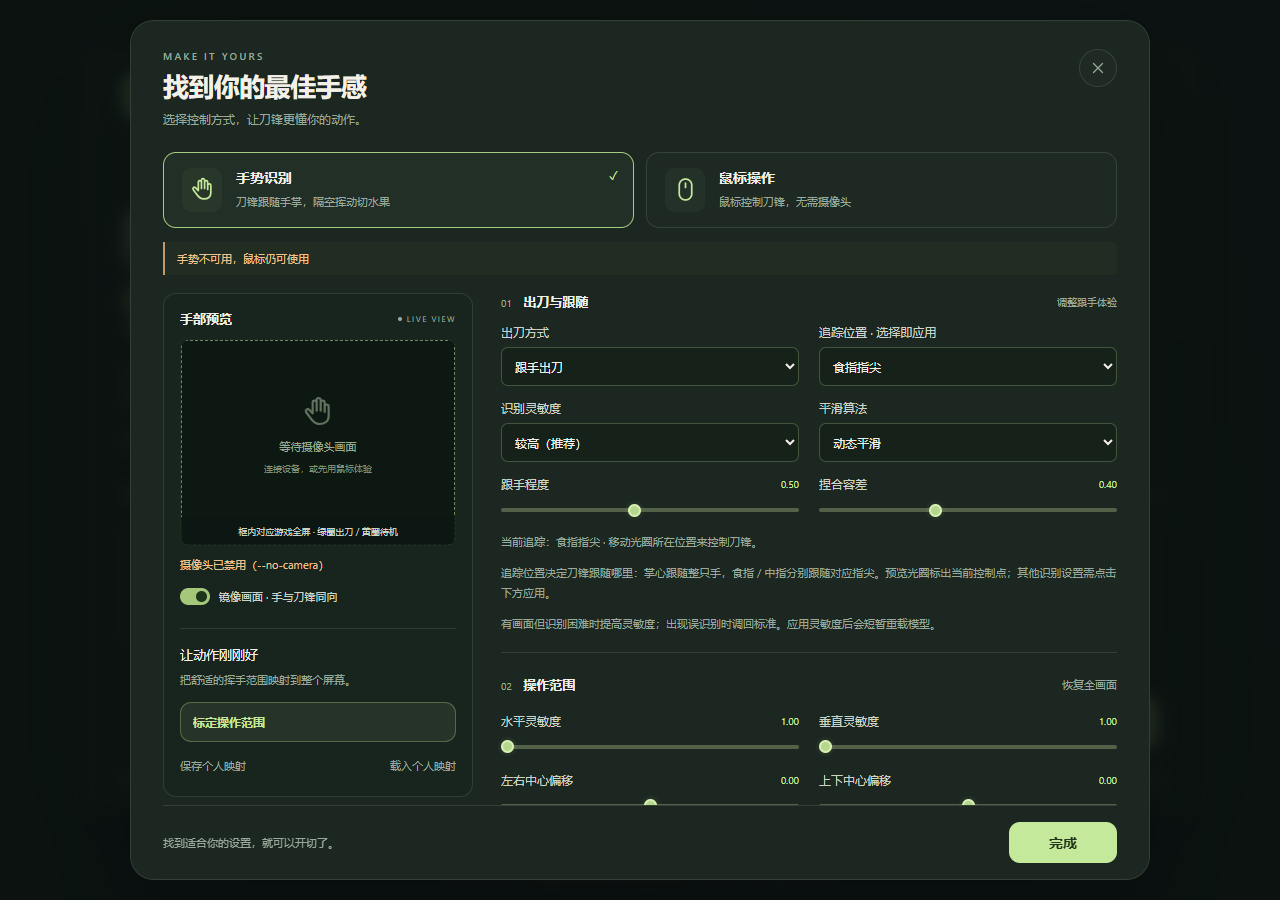 MAKE IT YOURS
找到你的最佳手感
选择控制方式，让刀锋更懂你的动作。
手势识别
刀锋跟随手掌，隔空挥动切水果
✓
鼠标操作
鼠标控制刀锋，无需摄像头
手势不可用，鼠标仍可使用
手部预览
LIVE VIEW
等待摄像头画面
连接设备，或先用鼠标体验
框内对应游戏全屏 · 绿圈出刀 / 黄圈待机
摄像头已禁用（--no-camera）
镜像画面 · 手与刀锋同向
让动作刚刚好
把舒适的挥手范围映射到整个屏幕。
标定操作范围
保存个人映射
载入个人映射
01 出刀与跟随
调整跟手体验
出刀方式
跟手出刀
追踪位置 · 选择即应用
食指指尖
识别灵敏度
较高（推荐）
平滑算法
动态平滑
跟手程度 0.50
捏合容差 0.40
当前追踪：食指指尖 · 移动光圈所在位置来控制刀锋。
追踪位置决定刀锋跟随哪里：掌心跟随整只手，食指 / 中指分别跟随对应指尖。预览光圈标出当前控制点；其他识别设置需点击
下方应用。
有画面但识别困难时提高灵敏度；出现误识别时调回标准。应用灵敏度后会短暂重载模型。
02 操作范围
恢复全画面
水平灵敏度 1.00
垂直灵敏度 1.00
左右中心偏移 0.00
上下中心偏移 0.00
找到适合你的设置，就可以开切了。
完成